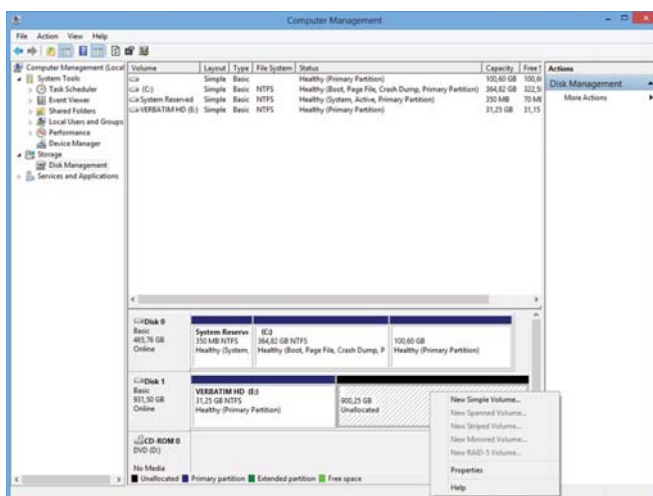 Computer Management
File Action View Help
Computer Management (Local
System Tools
Task Scheduler
Event Viewer
Shared Folders
Local Users and Groups
Performance
Device Manager
Storage
Disk Management
Services and Applications
Volume Layout Type File System Status Capacity Free
Simple Basic Healthy (Primary Partition) 100,60 GB 100,6
(C:) Simple Basic NTFS Healthy (Boot, Page File, Crash Dump, Primary Partition) 364,82 GB 322,5
System Reserved Simple Basic NTFS Healthy (System, Active, Primary Partition) 350 MB 70 M
VERBATIM HD (E:) Simple Basic NTFS Healthy (Primary Partition) 31,25 GB 31,15
Actions
Disk Management
More Actions
Disk 0
Basic
465,76 GB
Online
System Reserve
350 MB NTFS
Healthy (System,
(C:)
364,82 GB NTFS
Healthy (Boot, Page File, Crash Dump, P
100,60 GB
Healthy (Primary Partition)
Disk 1
Basic
931,50 GB
Online
VERBATIM HD (E:)
31,25 GB NTFS
Healthy (Primary Partition)
900,25 GB
Unallocated
New Simple Volume...
New Spanned Volume...
New Striped Volume...
New Mirrored Volume...
New RAID-5 Volume...
Properties
Help
CD-ROM 0
DVD (D:)
No Media
Unallocated Primary partition Extended partition Free space